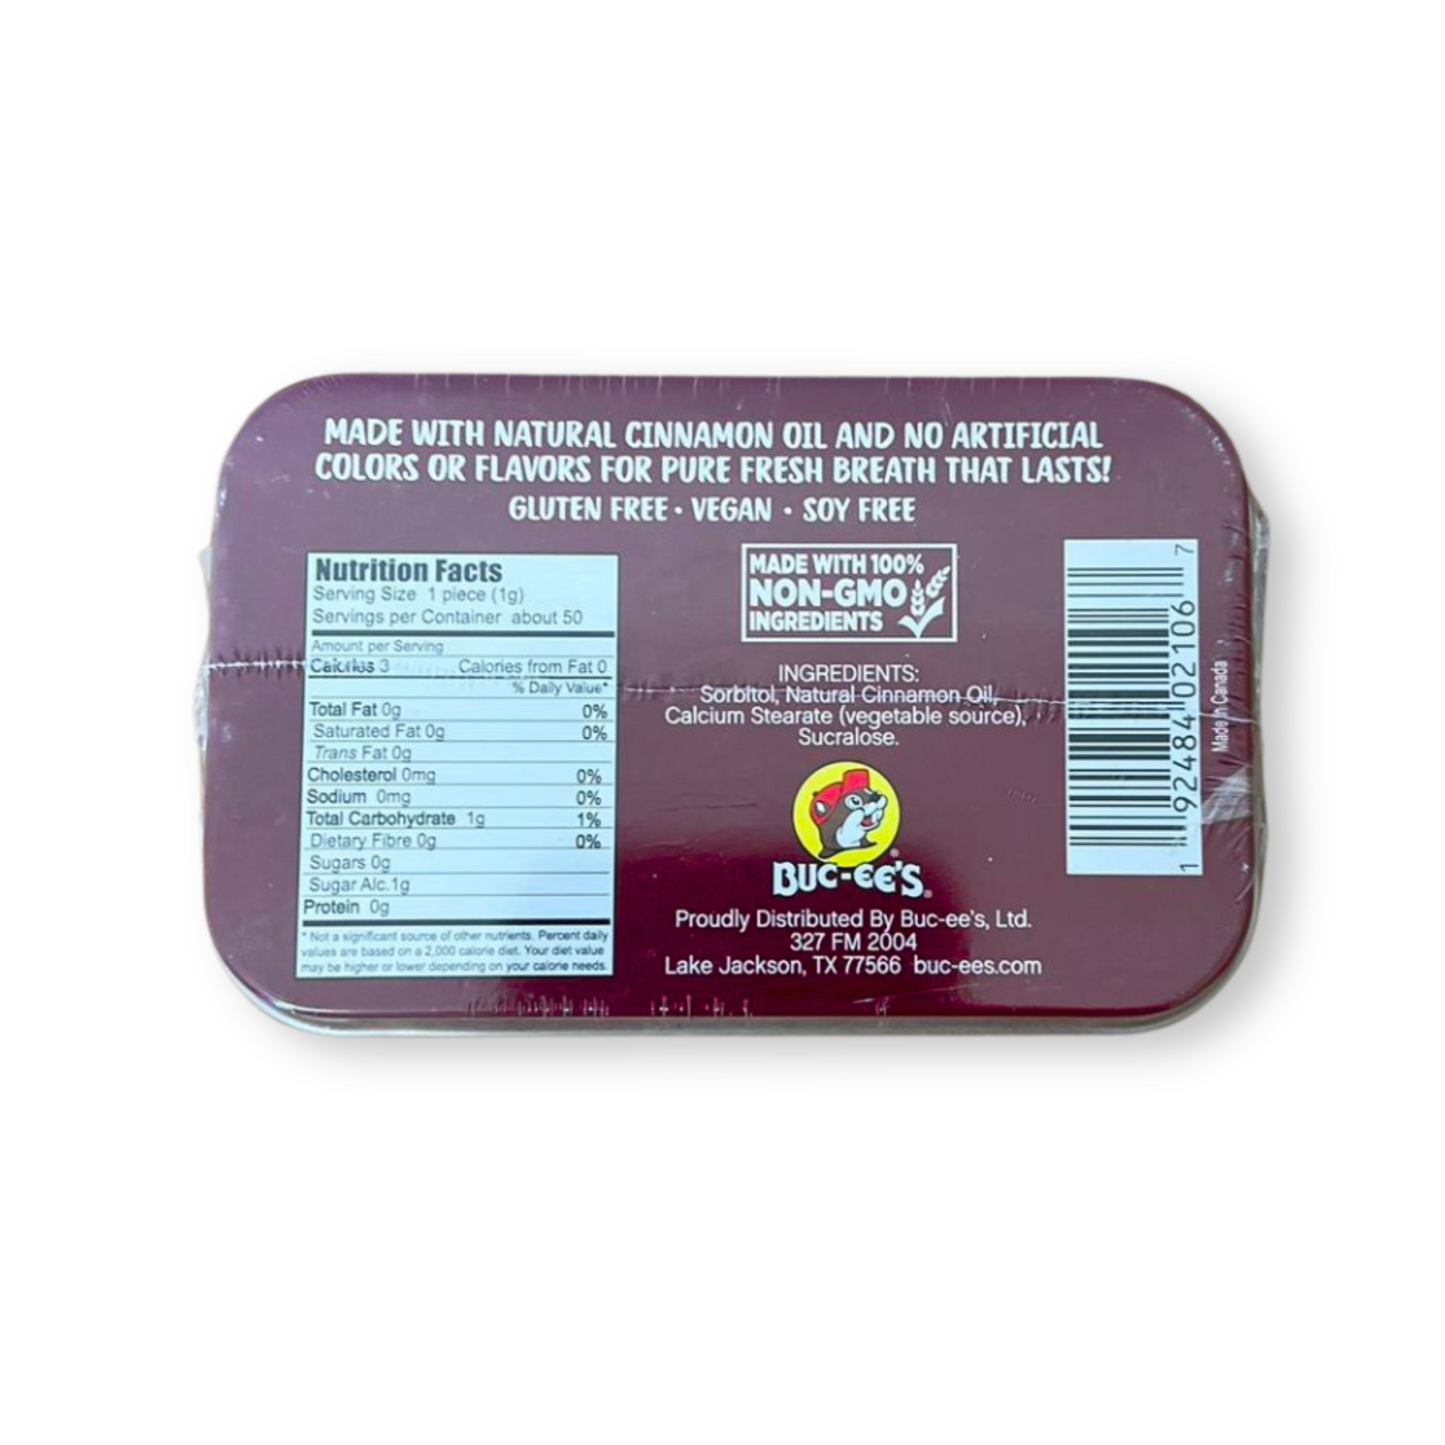 MADE WITH NATURAL CINNAMON OIL AND NO ARTIFICIAL
COLORS OR FLAVORS FOR PURE FRESH BREATH THAT LASTS!
GLUTEN FREE • VEGAN • SOY FREE
Nutrition Facts
Serving Size 1 piece (1g)
Servings per Container about 50
Amount per Serving
Calories 3 Calories from Fat 0
% Daily Value*
Total Fat 0g 0%
Saturated Fat 0g 0%
Trans Fat 0g
Cholesterol 0mg 0%
Sodium 0mg 0%
Total Carbohydrate 1g 1%
Dietary Fibre 0g 0%
Sugars 0g
Sugar Alc.1g
Protein 0g
* Not a significant source of other nutrients. Percent daily
values are based on a 2,000 calorie diet. Your diet value
may be higher or lower depending on your calorie needs.
MADE WITH 100%
NON-GMO
INGREDIENTS
INGREDIENTS:
Sorbitol, Natural Cinnamon Oil,
Calcium Stearate (vegetable source),
Sucralose.
BUC-EE'S®
Proudly Distributed By Buc-ee's, Ltd.
327 FM 2004
Lake Jackson, TX 77566 buc-ees.com
1 92484 02106 7
Made in Canada